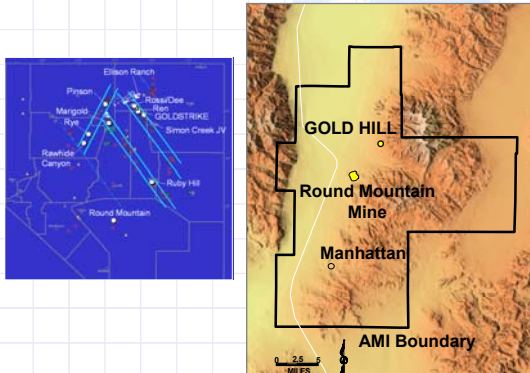 Ellison Ranch
Pinson
Rossi/Dee
Marigold
Ren
Rye
GOLDSTRIKE
Simon Creek JV
Rawhide
Canyon
Ruby Hill
Round Mountain
GOLD HILL
Round Mountain
Mine
Manhattan
AMI Boundary
0 2.5 5
MILES